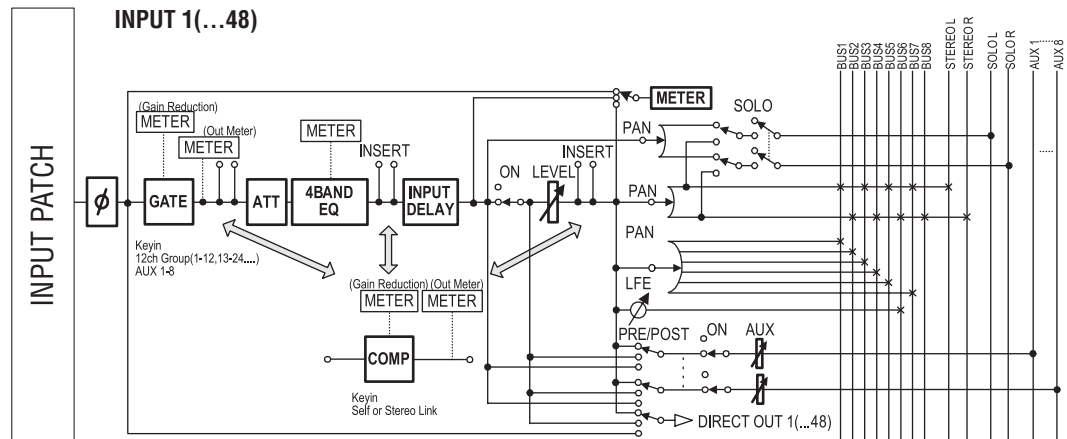 INPUT 1(...48)
INPUT PATCH
BUS1
BUS2
BUS3
BUS4
BUS5
BUS6
BUS7
BUS8
STEREO L
STEREO R
SOLO L
SOLO R
AUX 1
AUX 8
(Gain Reduction)
METER
(Out Meter)
METER
METER
INSERT
METER
SOLO
PAN
ϕ
GATE
ATT
4BAND
EQ
INPUT
DELAY
ON
LEVEL
INSERT
PAN
PAN
Keyin
12ch Group(1-12,13-24....)
AUX 1-8
(Gain Reduction)
(Out Meter)
METER
METER
LFE
COMP
Keyin
Self or Stereo Link
PRE/POST
ON
AUX
DIRECT OUT 1(...48)